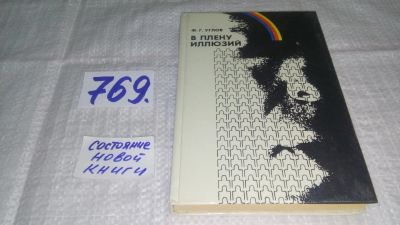 769.
состояние
новой
книги
Ф. Г. УГЛОВ
В ПЛЕНУ
ИЛЛЮЗИЙ